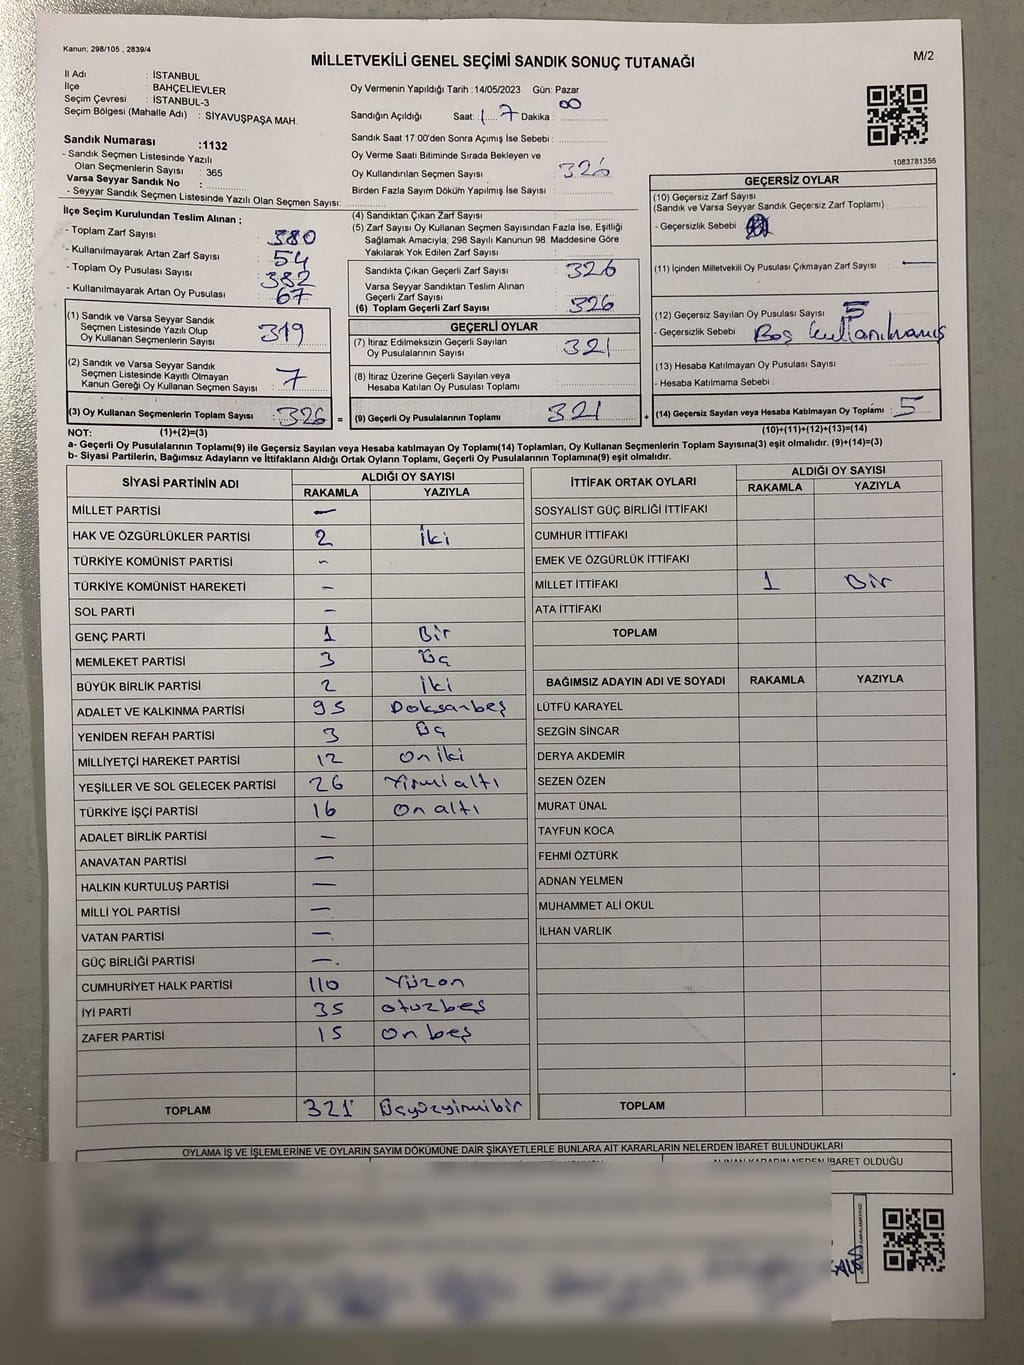 Kanun; 298/105 , 2839/4
MİLLETVEKİLİ GENEL SEÇİMİ SANDIK SONUÇ TUTANAĞI
M/2
İl Adı : İSTANBUL
İlçe : BAHÇELİEVLER
Seçim Çevresi : İSTANBUL-3
Seçim Bölgesi (Mahalle Adı) : SİYAVUŞPAŞA MAH.
Sandık Numarası :1132
- Sandık Seçmen Listesinde Yazılı
Olan Seçmenlerin Sayısı : 365
Varsa Seyyar Sandık No :
- Seyyar Sandık Seçmen Listesinde Yazılı Olan Seçmen Sayısı:
Oy Vermenin Yapıldığı Tarih :14/05/2023 Gün: Pazar
Sandığın Açıldığı Saat: 17 Dakika : 00
Sandık Saat 17:00'den Sonra Açımış İse Sebebi :
Oy Verme Saati Bitiminde Sırada Bekleyen ve
Oy Kullandırılan Seçmen Sayısı : 326
Birden Fazla Sayım Döküm Yapılmış İse Sayısı :
1083781356
İlçe Seçim Kurulundan Teslim Alınan ;
- Toplam Zarf Sayısı : 380
- Kullanılmayarak Artan Zarf Sayısı : 54
- Toplam Oy Pusulası Sayısı : 382
- Kullanılmayarak Artan Oy Pusulası : 67
(1) Sandık ve Varsa Seyyar Sandık
Seçmen Listesinde Yazılı Olup
Oy Kullanan Seçmenlerin Sayısı : 319
(2) Sandık ve Varsa Seyyar Sandık
Seçmen Listesinde Kayıtlı Olmayan
Kanun Gereği Oy Kullanan Seçmen Sayısı : 7
(3) Oy Kullanan Seçmenlerin Toplam Sayısı : 326 =
(4) Sandıktan Çıkan Zarf Sayısı :
(5) Zarf Sayısı Oy Kullanan Seçmen Sayısından Fazla İse, Eşitliği
Sağlamak Amacıyla; 298 Sayılı Kanunun 98. Maddesine Göre
Yakılarak Yok Edilen Zarf Sayısı :
Sandıkta Çıkan Geçerli Zarf Sayısı : 326
Varsa Seyyar Sandıktan Teslim Alınan
Geçerli Zarf Sayısı :
(6) Toplam Geçerli Zarf Sayısı : 326
GEÇERLİ OYLAR
(7) İtiraz Edilmeksizin Geçerli Sayılan
Oy Pusulalarının Sayısı : 321
(8) İtiraz Üzerine Geçerli Sayılan veya
Hesaba Katılan Oy Pusulası Toplamı :
(9) Geçerli Oy Pusulalarının Toplamı : 321 +
GEÇERSİZ OYLAR
(10) Geçersiz Zarf Sayısı
(Sandık ve Varsa Seyyar Sandık Geçersiz Zarf Toplamı) :
- Geçersizlik Sebebi :
(11) İçinden Milletvekili Oy Pusulası Çıkmayan Zarf Sayısı : —
(12) Geçersiz Sayılan Oy Pusulası Sayısı : 5
- Geçersizlik Sebebi : Boş kullanılmamış
(13) Hesaba Katılmayan Oy Pusulası Sayısı :
- Hesaba Katılmama Sebebi :
(14) Geçersiz Sayılan veya Hesaba Katılmayan Oy Toplamı : 5
NOT: (1)+(2)=(3)
(10)+(11)+(12)+(13)=(14)
a- Geçerli Oy Pusulalarının Toplamı(9) ile Geçersiz Sayılan veya Hesaba katılmayan Oy Toplamı(14) Toplamları, Oy Kullanan Seçmenlerin Toplam Sayısına(3) eşit olmalıdır. (9)+(14)=(3)
b- Siyasi Partilerin, Bağımsız Adayların ve İttifakların Aldığı Ortak Oyların Toplamı, Geçerli Oy Pusulalarının Toplamına(9) eşit olmalıdır.
SİYASİ PARTİNİN ADI ALDIĞI OY SAYISI
RAKAMLA YAZIYLA
MİLLET PARTİSİ —
HAK VE ÖZGÜRLÜKLER PARTİSİ 2 iki
TÜRKİYE KOMÜNİST PARTİSİ -
TÜRKİYE KOMÜNİST HAREKETİ -
SOL PARTİ -
GENÇ PARTİ 1 Bir
MEMLEKET PARTİSİ 3 Üç
BÜYÜK BİRLİK PARTİSİ 2 iki
ADALET VE KALKINMA PARTİSİ 95 Doksanbeş
YENİDEN REFAH PARTİSİ 3 Üç
MİLLİYETÇİ HAREKET PARTİSİ 12 on iki
YEŞİLLER VE SOL GELECEK PARTİSİ 26 Yirmi altı
TÜRKİYE İŞÇİ PARTİSİ 16 On altı
ADALET BİRLİK PARTİSİ —
ANAVATAN PARTİSİ —
HALKIN KURTULUŞ PARTİSİ —
MİLLİ YOL PARTİSİ —
VATAN PARTİSİ —
GÜÇ BİRLİĞİ PARTİSİ —
CUMHURİYET HALK PARTİSİ 110 Yüzon
İYİ PARTİ 35 otuzbeş
ZAFER PARTİSİ 15 On beş
TOPLAM 321 Üçyüzyirmibir
İTTİFAK ORTAK OYLARI ALDIĞI OY SAYISI
RAKAMLA YAZIYLA
SOSYALİST GÜÇ BİRLİĞİ İTTİFAKI
CUMHUR İTTİFAKI
EMEK VE ÖZGÜRLÜK İTTİFAKI
MİLLET İTTİFAKI 1 Bir
ATA İTTİFAKI
TOPLAM
BAĞIMSIZ ADAYIN ADI VE SOYADI RAKAMLA YAZIYLA
LÜTFÜ KARAYEL
SEZGİN SİNCAR
DERYA AKDEMİR
SEZEN ÖZEN
MURAT ÜNAL
TAYFUN KOCA
FEHMİ ÖZTÜRK
ADNAN YELMEN
MUHAMMET ALİ OKUL
İLHAN VARLIK
TOPLAM
OYLAMA İŞ VE İŞLEMLERİNE VE OYLARIN SAYIM DÖKÜMÜNE DAİR ŞİKAYETLERLE BUNLARA AİT KARARLARIN NELERDEN İBARET BULUNDUKLARI
ALINAN KARARIN NEDEN İBARET OLDUĞU